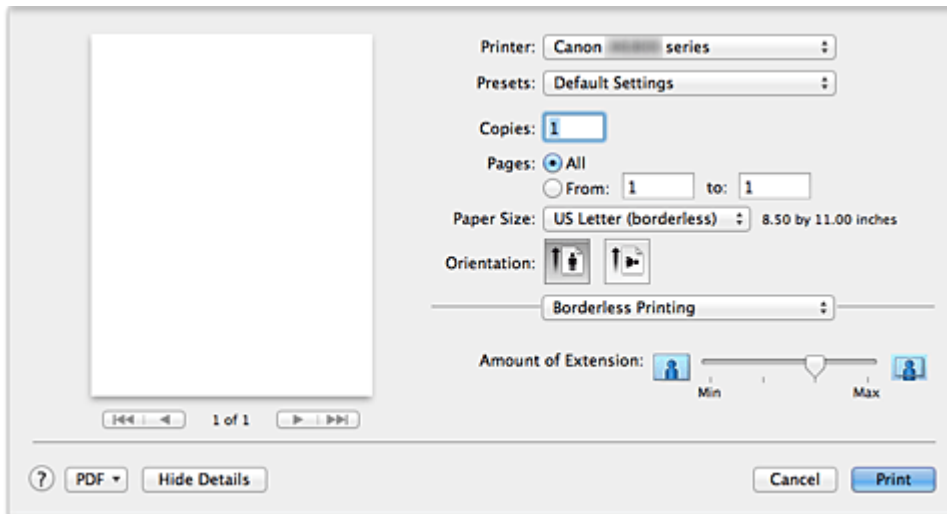 Printer: Canon series
Presets: Default Settings
Copies: 1
Pages: All
From: 1 to: 1
Paper Size: US Letter (borderless) 8.50 by 11.00 inches
Orientation:
Borderless Printing
Amount of Extension:
Min Max
1 of 1
? PDF Hide Details Cancel Print